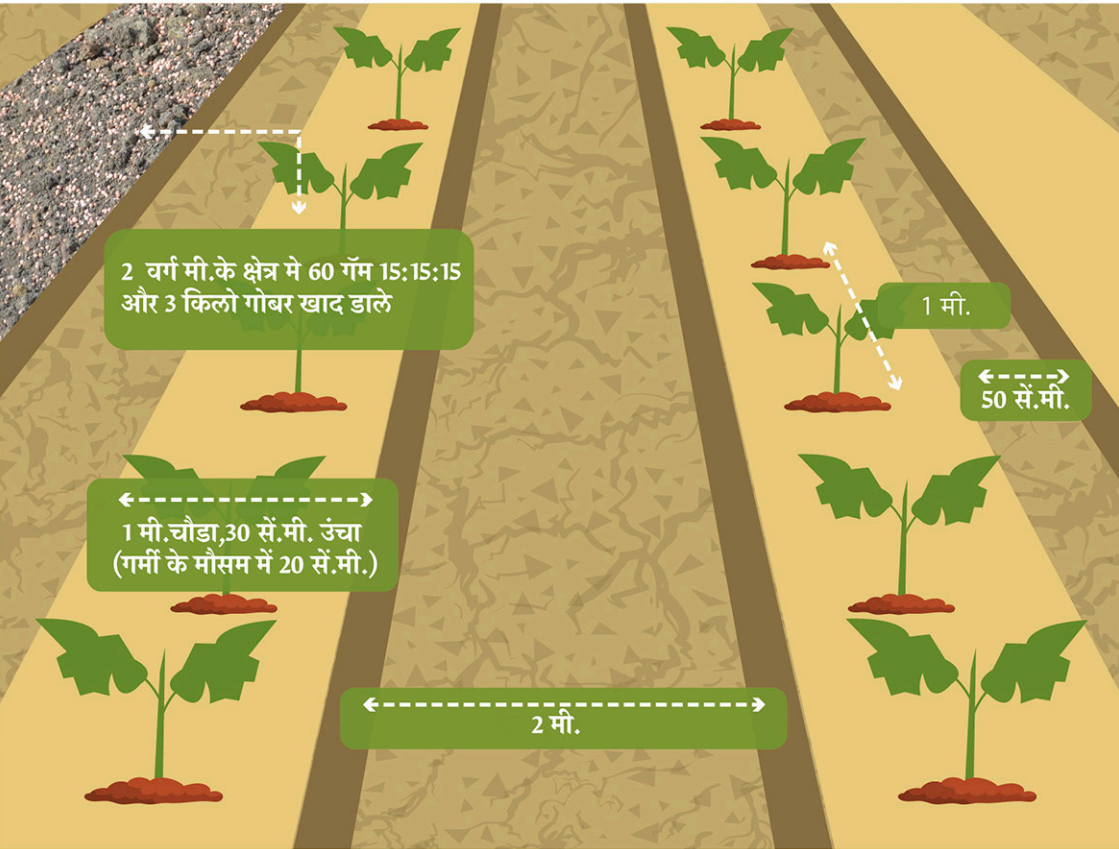 2 वर्ग मी.के क्षेत्र मे 60 गॅम 15:15:15
और 3 किलो गोबर खाद डाले
1 मी.
50 सें.मी.
1 मी.चौडा,30 सें.मी. उंचा
(गर्मी के मौसम में 20 सें.मी.)
2 मी.